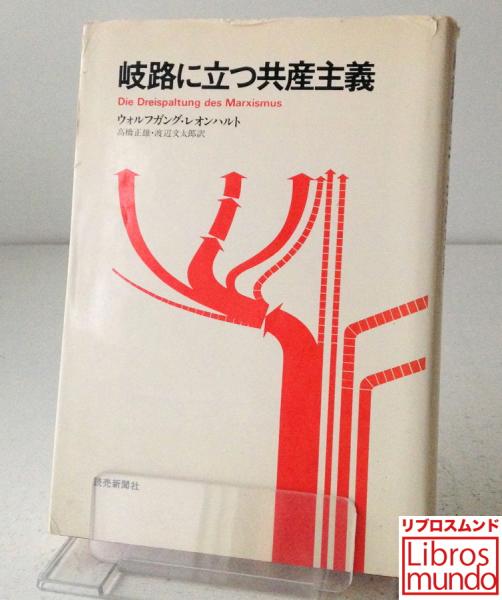 岐路に立つ共産主義
Die Dreispaltung des Marxismus
ウォルフガング・レオンハルト
高橋正雄・渡辺文太郎訳
読売新聞社
リブロスムンド
Libros
mundo